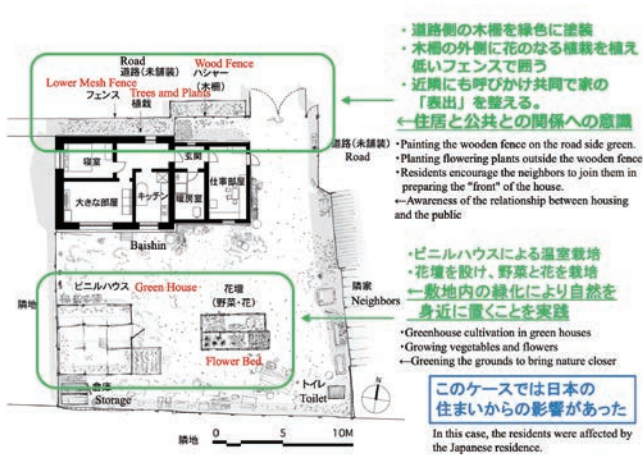 Road
道路(未舗装)
Wood Fence
ハシャー
(木柵)
Lower Mesh Fence
フェンス
Trees amd Plamts
植栽
寝室
玄関
仕事部屋
大きな部屋
キッチン
暖房室
道路(未舗装)
Road
Baishin
ビニルハウス
Green House
花壇
(野菜・花)
Flower Bed
隣地
隣家
Neighbors
倉庫
Storage
トイレ
Toilet
N
隣地
0 5 10M
・道路側の木柵を緑色に塗装
・木柵の外側に花のなる植栽を植え
低いフェンスで囲う
・近隣にも呼びかけ共同で家の
「表出」を整える。
←住居と公共との関係への意識
・Painting the wooden fence on the road side green.
・Planting flowering plants outside the wooden fence
・Residents encourage the neighbors to join them in
preparing the "front" of the house.
←Awareness of the relationship between housing
and the public
・ビニルハウスによる温室栽培
・花壇を設け、野菜と花を栽培
←敷地内の緑化により自然を
身近に置くことを実践
・Greenhouse cultivation in green houses
・Growing vegetables and flowers
←Greening the grounds to bring nature closer
このケースでは日本の
住まいからの影響があった
In this case, the residents were affected by
the Japanese residence.